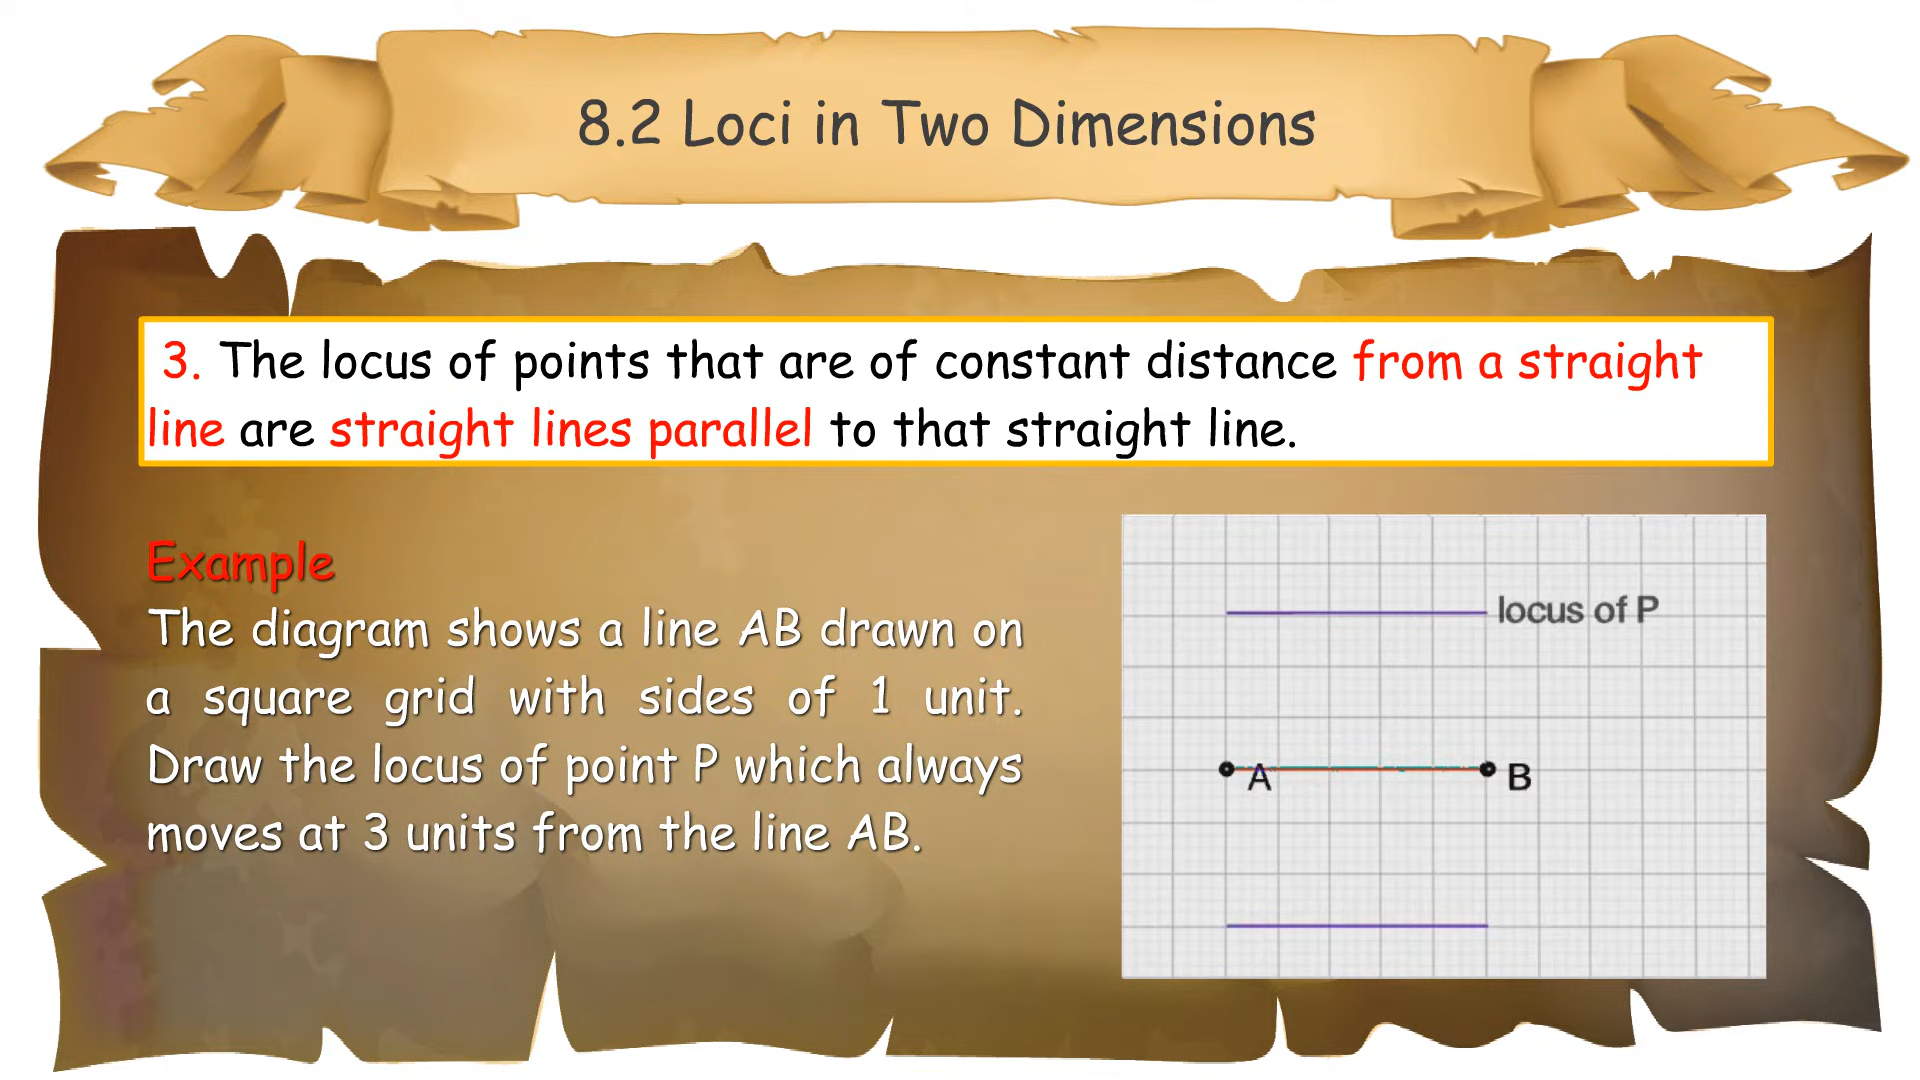 8.2 Loci in Two Dimensions
3. The locus of points that are of constant distance from a straight
line are straight lines parallel to that straight line.
Example
The diagram shows a line AB drawn on
a square grid with sides of 1 unit.
Draw the locus of point P which always
moves at 3 units from the line AB.
locus of P
A
B